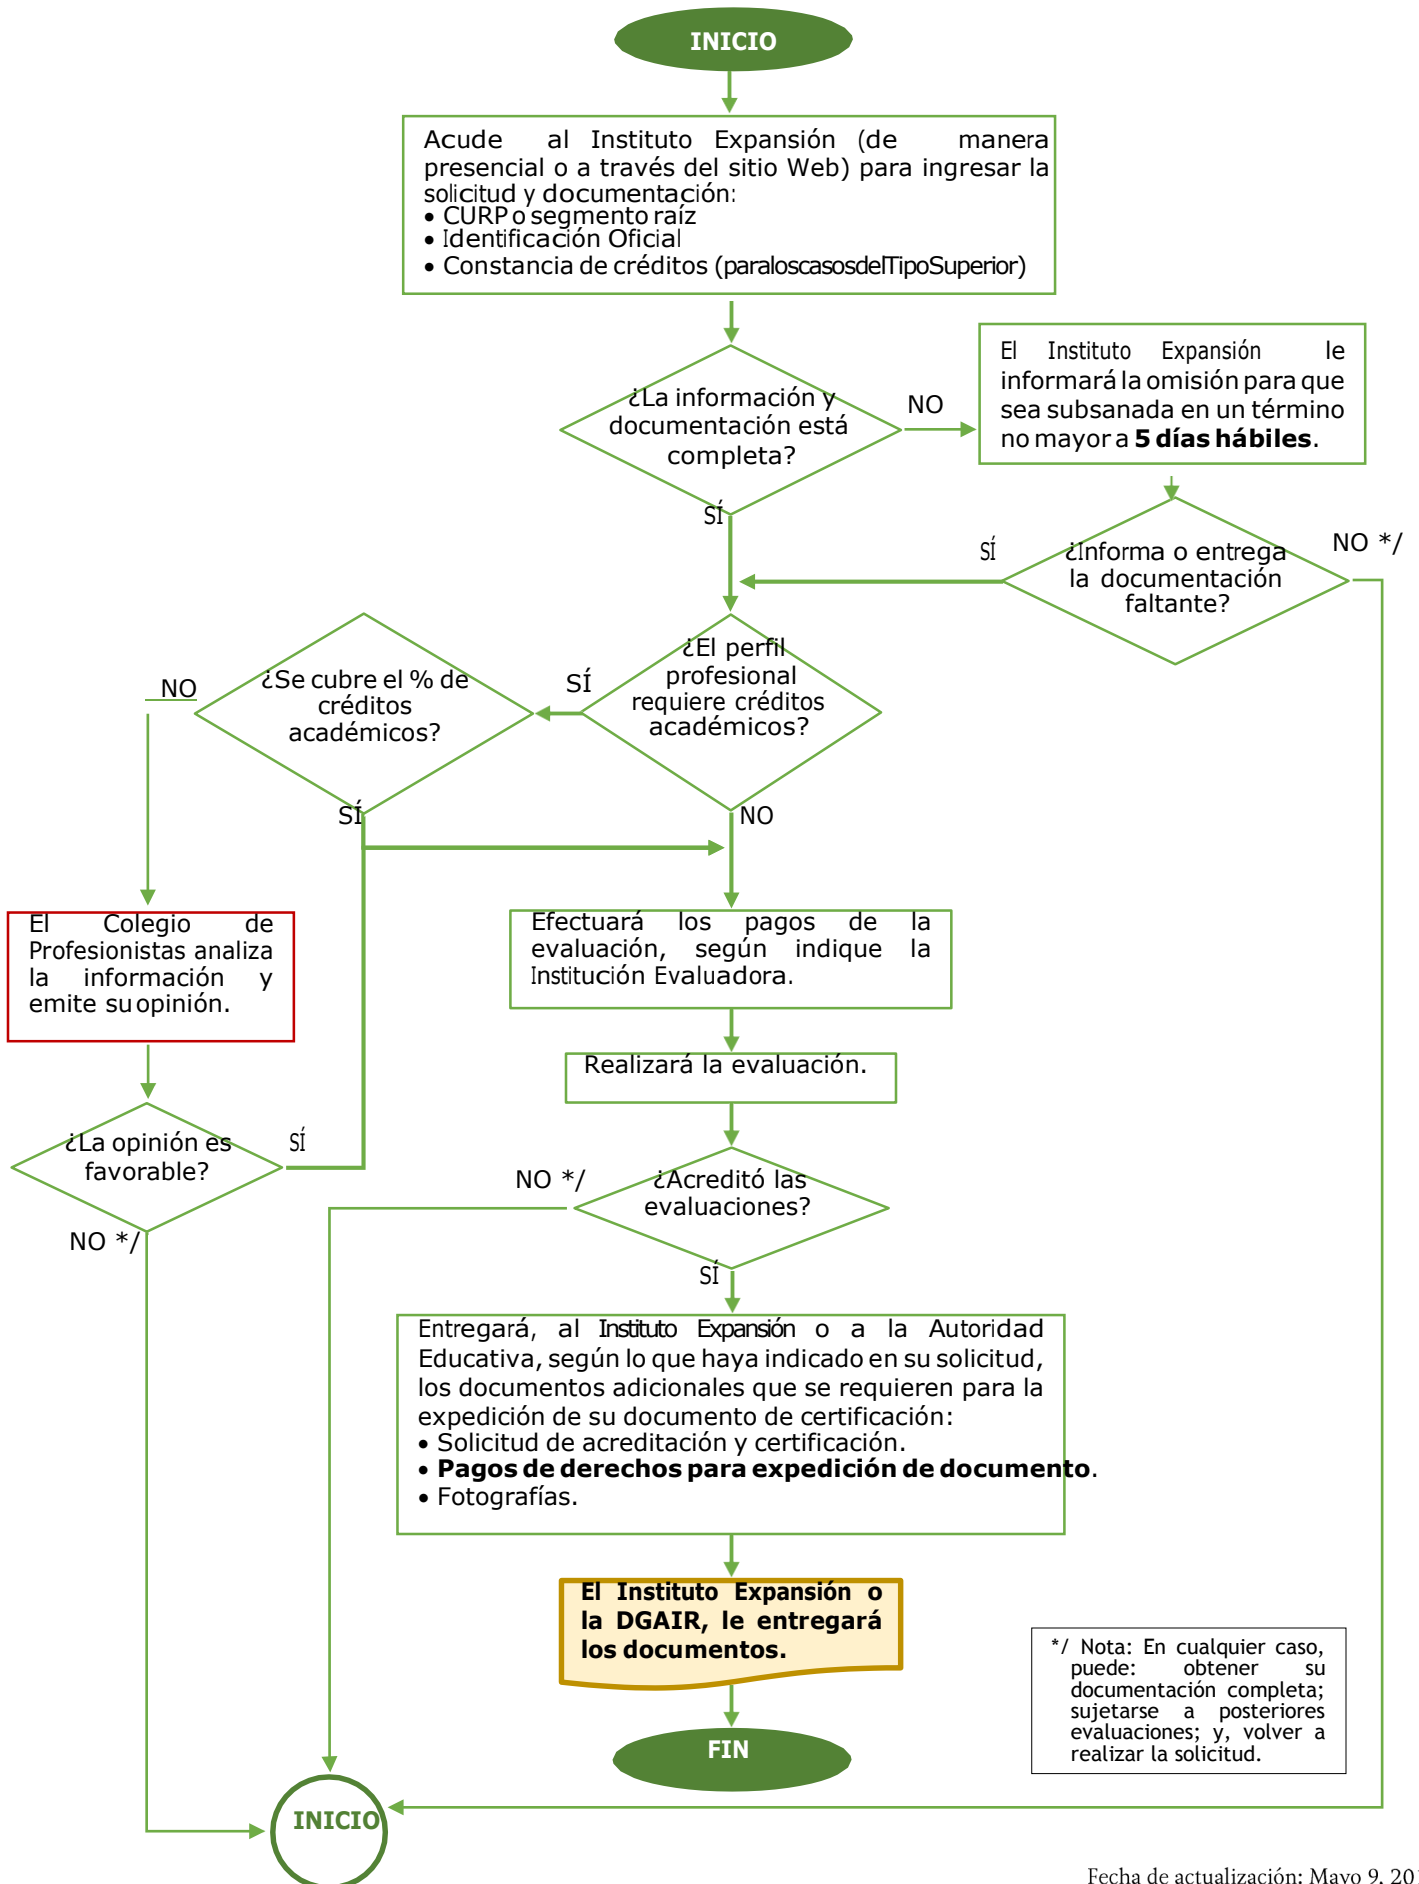 INICIO
Acude al Instituto Expansión (de manera
presencial o a través del sitio Web) para ingresar la
solicitud y documentación:
• CURP o segmento raíz
• Identificación Oficial
• Constancia de créditos (paraloscasosdelTipoSuperior)
¿La información y
documentación está
completa?
NO
El Instituto Expansión le
informará la omisión para que
sea subsanada en un término
no mayor a 5 días hábiles.
SÍ
¿Informa o entrega
la documentación
faltante?
SÍ
NO */
¿El perfil
profesional
requiere créditos
académicos?
SÍ
¿Se cubre el % de
créditos
académicos?
NO
SÍ
NO
El Colegio de
Profesionistas analiza
la información y
emite su opinión.
Efectuará los pagos de la
evaluación, según indique la
Institución Evaluadora.
Realizará la evaluación.
¿La opinión es
favorable?
SÍ
NO */
¿Acreditó las
evaluaciones?
NO */
SÍ
Entregará, al Instituto Expansión o a la Autoridad
Educativa, según lo que haya indicado en su solicitud,
los documentos adicionales que se requieren para la
expedición de su documento de certificación:
• Solicitud de acreditación y certificación.
• Pagos de derechos para expedición de documento.
• Fotografías.
El Instituto Expansión o
la DGAIR, le entregará
los documentos.
*/ Nota: En cualquier caso,
puede: obtener su
documentación completa;
sujetarse a posteriores
evaluaciones; y, volver a
realizar la solicitud.
FIN
INICIO
Fecha de actualización: Mayo 9,